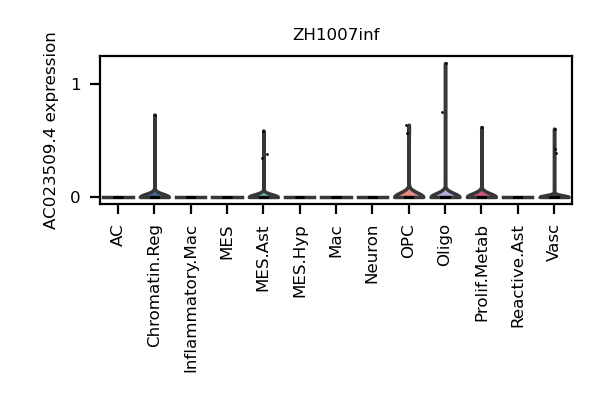 ZH1007inf
AC023509.4 expression
1
0
AC
Chromatin.Reg
Inflammatory.Mac
MES
MES.Ast
MES.Hyp
Mac
Neuron
OPC
Oligo
Prolif.Metab
Reactive.Ast
Vasc